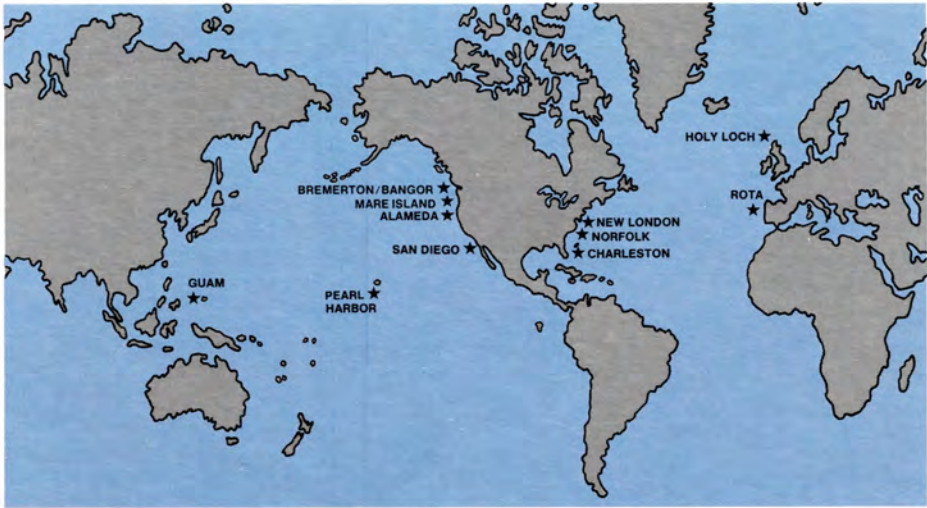 HOLY LOCH
BREMERTON/BANGOR
MARE ISLAND
ALAMEDA
ROTA
NEW LONDON
NORFOLK
SAN DIEGO
CHARLESTON
GUAM
PEARL
HARBOR